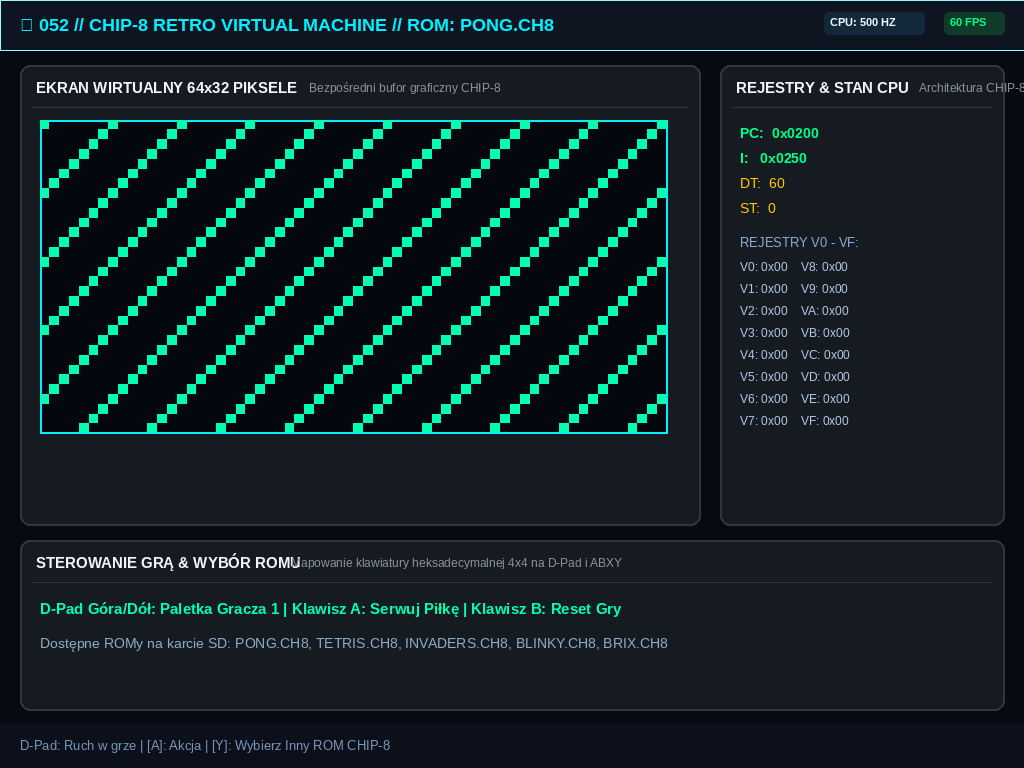 052 // CHIP-8 RETRO VIRTUAL MACHINE // ROM: PONG.CH8
CPU: 500 HZ
60 FPS
EKRAN WIRTUALNY 64x32 PIKSELE Bezpośredni bufor graficzny CHIP-8
REJESTRY & STAN CPU Architektura CHIP-8
PC: 0x0200
I: 0x0250
DT: 60
ST: 0
REJESTRY V0 - VF:
V0: 0x00 V8: 0x00
V1: 0x00 V9: 0x00
V2: 0x00 VA: 0x00
V3: 0x00 VB: 0x00
V4: 0x00 VC: 0x00
V5: 0x00 VD: 0x00
V6: 0x00 VE: 0x00
V7: 0x00 VF: 0x00
STEROWANIE GRĄ & WYBÓR ROMU Mapowanie klawiatury heksadecymalnej 4x4 na D-Pad i ABXY
D-Pad Góra/Dół: Paletka Gracza 1 | Klawisz A: Serwuj Piłkę | Klawisz B: Reset Gry
Dostępne ROMy na karcie SD: PONG.CH8, TETRIS.CH8, INVADERS.CH8, BLINKY.CH8, BRIX.CH8
D-Pad: Ruch w grze | [A]: Akcja | [Y]: Wybierz Inny ROM CHIP-8